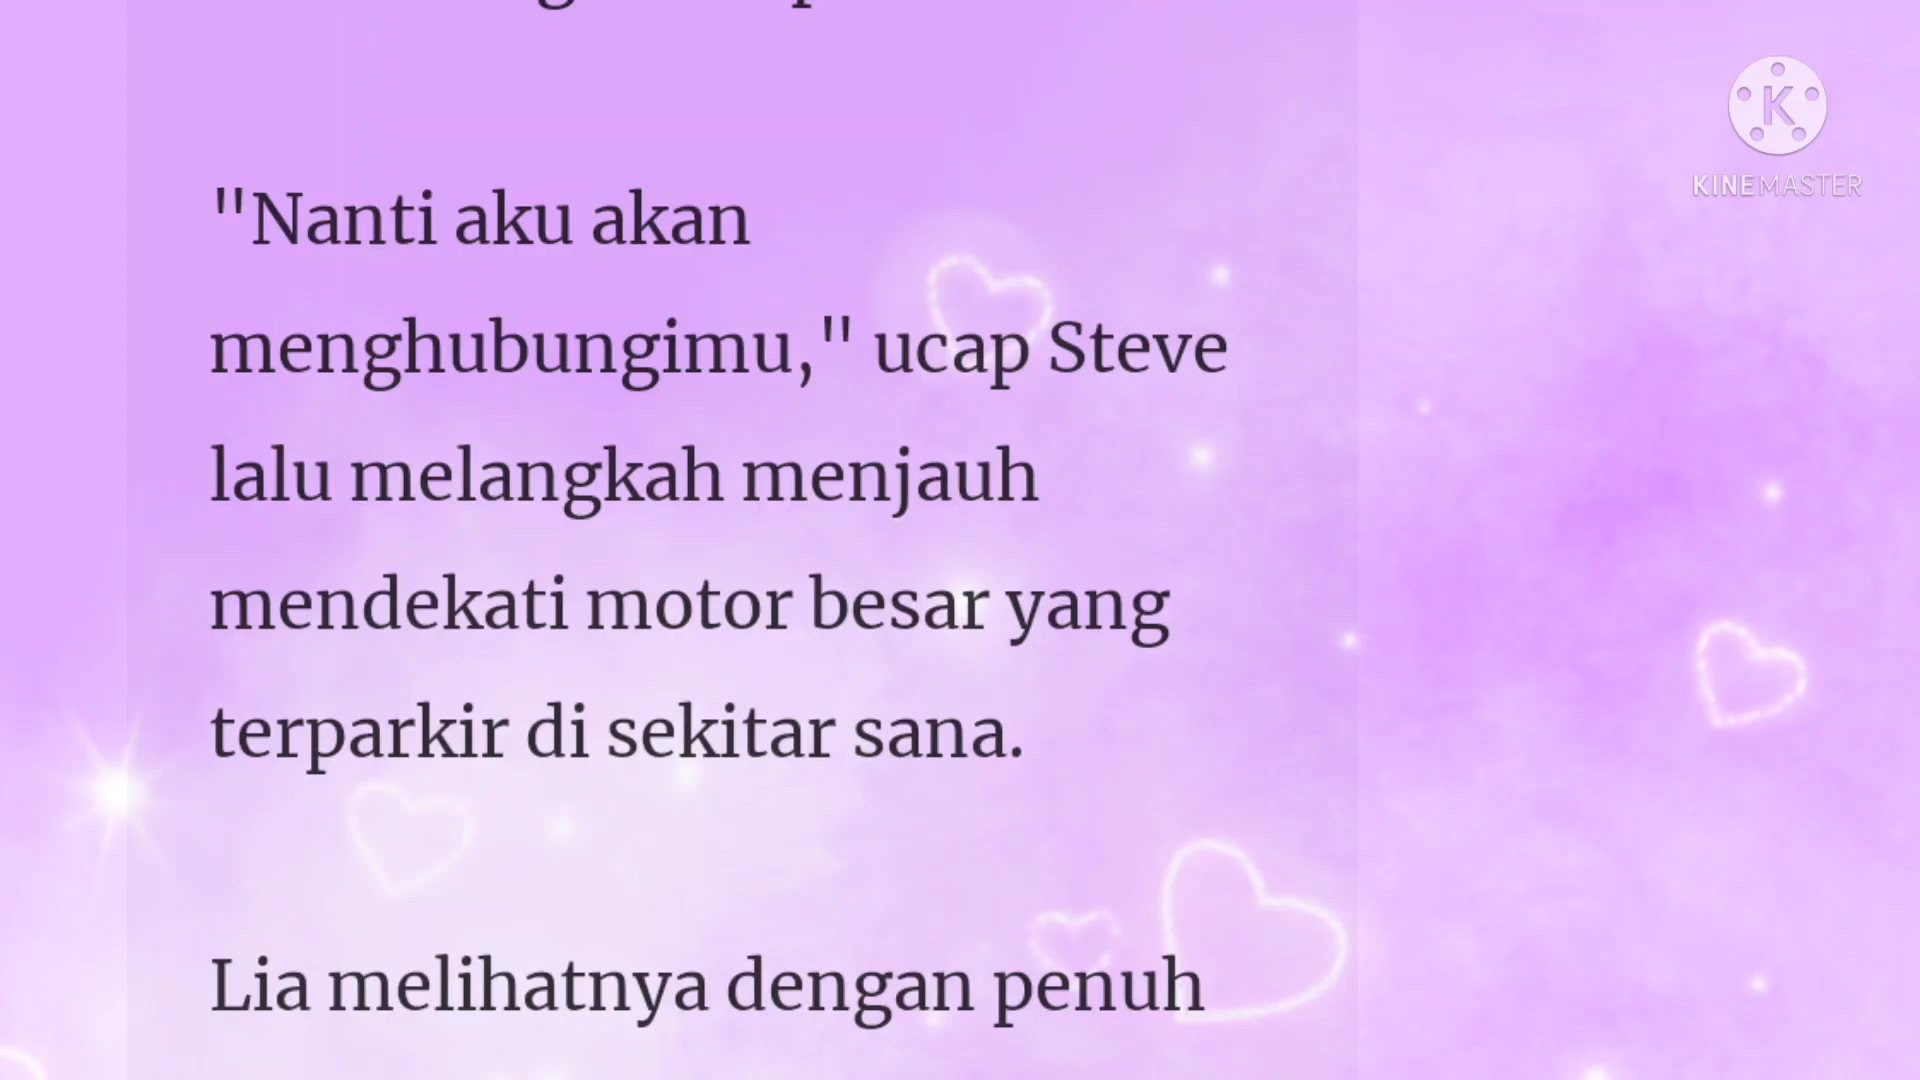 "Nanti aku akan
menghubungimu," ucap Steve
lalu melangkah menjauh
mendekati motor besar yang
terparkir di sekitar sana.
Lia melihatnya dengan penuh
K
KINEMASTER